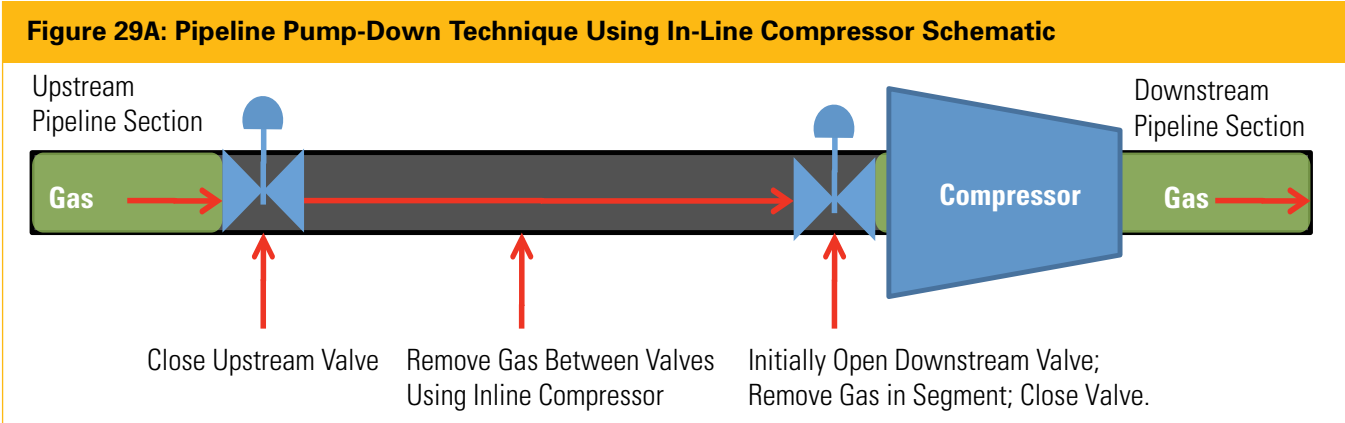 Figure 29A: Pipeline Pump-Down Technique Using In-Line Compressor Schematic
Upstream
Pipeline Section
Downstream
Pipeline Section
Gas
Compressor
Gas
Close Upstream Valve
Remove Gas Between Valves
Using Inline Compressor
Initially Open Downstream Valve;
Remove Gas in Segment; Close Valve.